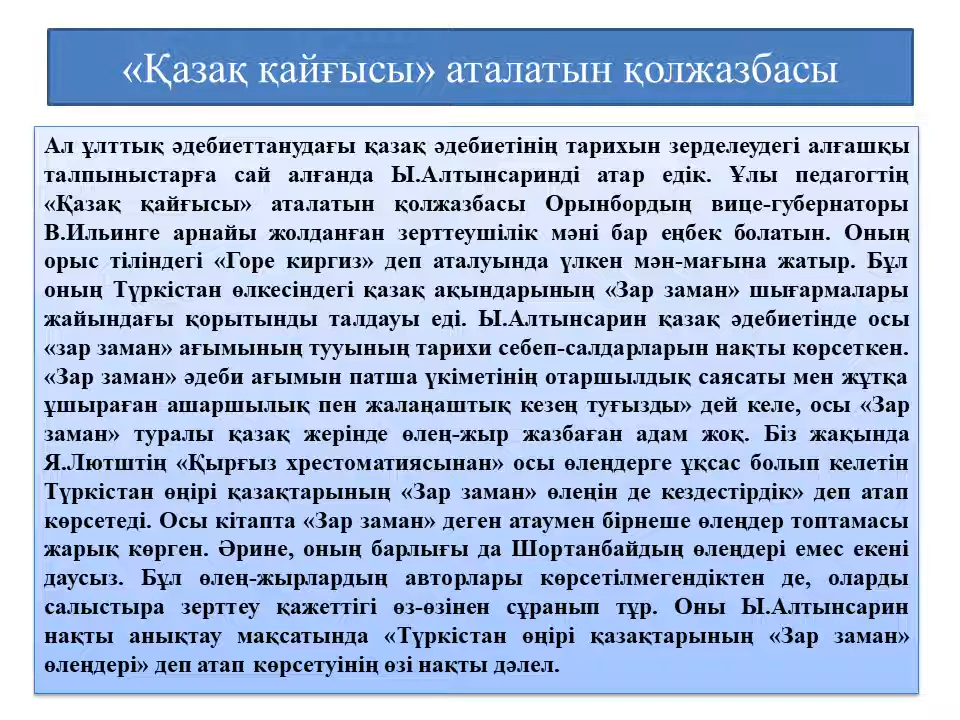 «Қазақ қайғысы» аталатын қолжазбасы
Ал ұлттық әдебиеттанудағы қазақ әдебиетінің тарихын зерделеудегі алғашқы
талпыныстарға сай алғанда Ы.Алтынсаринді атар едік. Ұлы педагогтің
«Қазақ қайғысы» аталатын қолжазбасы Орынбордың вице-губернаторы
В.Ильинге арнайы жолданған зерттеушілік мәні бар еңбек болатын. Оның
орыс тіліндегі «Горе киргиз» деп аталуында үлкен мән-мағына жатыр. Бұл
оның Түркістан өлкесіндегі қазақ ақындарының «Зар заман» шығармалары
жайындағы қорытынды талдауы еді. Ы.Алтынсарин қазақ әдебиетінде осы
«зар заман» ағымының тууының тарихи себеп-салдарларын нақты көрсеткен.
«Зар заман» әдеби ағымын патша үкіметінің отаршылдық саясаты мен жұтқа
ұшыраған ашаршылық пен жалаңаштық кезең туғызды» дей келе, осы «Зар
заман» туралы қазақ жерінде өлең-жыр жазбаған адам жоқ. Біз жақында
Я.Лютштің «Қырғыз хрестоматиясынан» осы өлеңдерге ұқсас болып келетін
Түркістан өңірі қазақтарының «Зар заман» өлеңін де кездестірдік» деп атап
көрсетеді. Осы кітапта «Зар заман» деген атаумен бірнеше өлеңдер топтамасы
жарық көрген. Әрине, оның барлығы да Шортанбайдың өлеңдері емес екені
даусыз. Бұл өлең-жырлардың авторлары көрсетілмегендіктен де, оларды
салыстыра зерттеу қажеттігі өз-өзінен сұранып тұр. Оны Ы.Алтынсарин
нақты анықтау мақсатында «Түркістан өңірі қазақтарының «Зар заман»
өлеңдері» деп атап көрсетуінің өзі нақты дәлел.